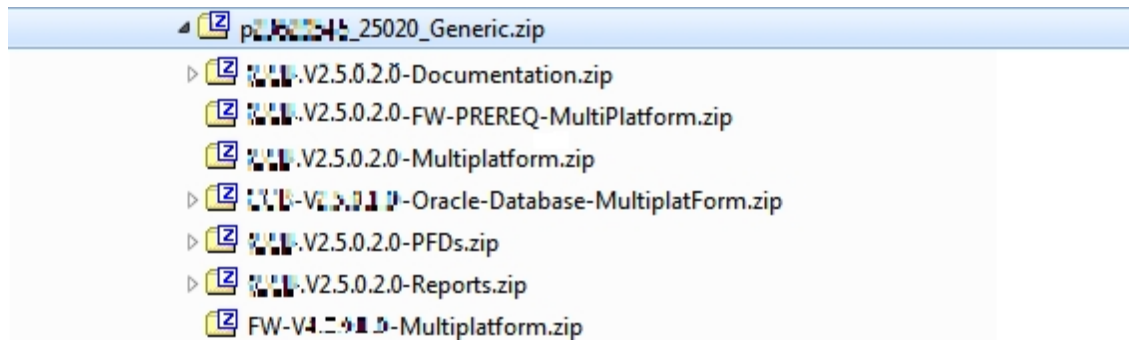 _25020_Generic.zip
.V2.5.0.2.0-Documentation.zip
.V2.5.0.2.0-FW-PREREQ-MultiPlatform.zip
.V2.5.0.2.0-Multiplatform.zip
-Oracle-Database-MultiplatForm.zip
.V2.5.0.2.0-PFDs.zip
.V2.5.0.2.0-Reports.zip
-Multiplatform.zip